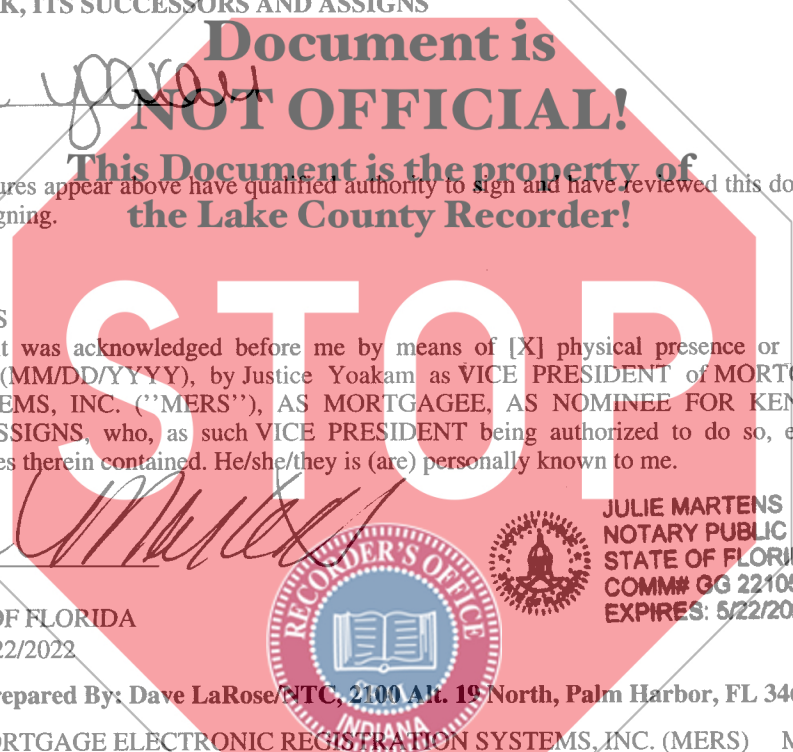 K, ITS SUCCESSORS AND ASSIGNS
Document is
NOT OFFICIAL!
This Document is the property of
ures appear above have qualified authority to sign and have reviewed this do
gning.
the Lake County Recorder!
S
STOP
t was acknowledged before me by means of [X] physical presence or
(MM/DD/YYYY), by Justice Yoakam as VICE PRESIDENT of MORTG
EMS, INC. (''MERS''), AS MORTGAGEE, AS NOMINEE FOR KEN
SSIGNS, who, as such VICE PRESIDENT being authorized to do so, e
es therein contained. He/she/they is (are) personally known to me.
JULIE MARTENS
NOTARY PUBLIC
STATE OF FLORI
COMM# GG 2210
EXPIRES: 5/22/20
NOTARY PUBLIC
RECORDER'S OFFICE
INDIANA
OF FLORIDA
22/2022
repared By: Dave LaRose/NTC, 2100 Alt. 19 North, Palm Harbor, FL 346
ORTGAGE ELECTRONIC REGISTRATION SYSTEMS, INC. (MERS) M